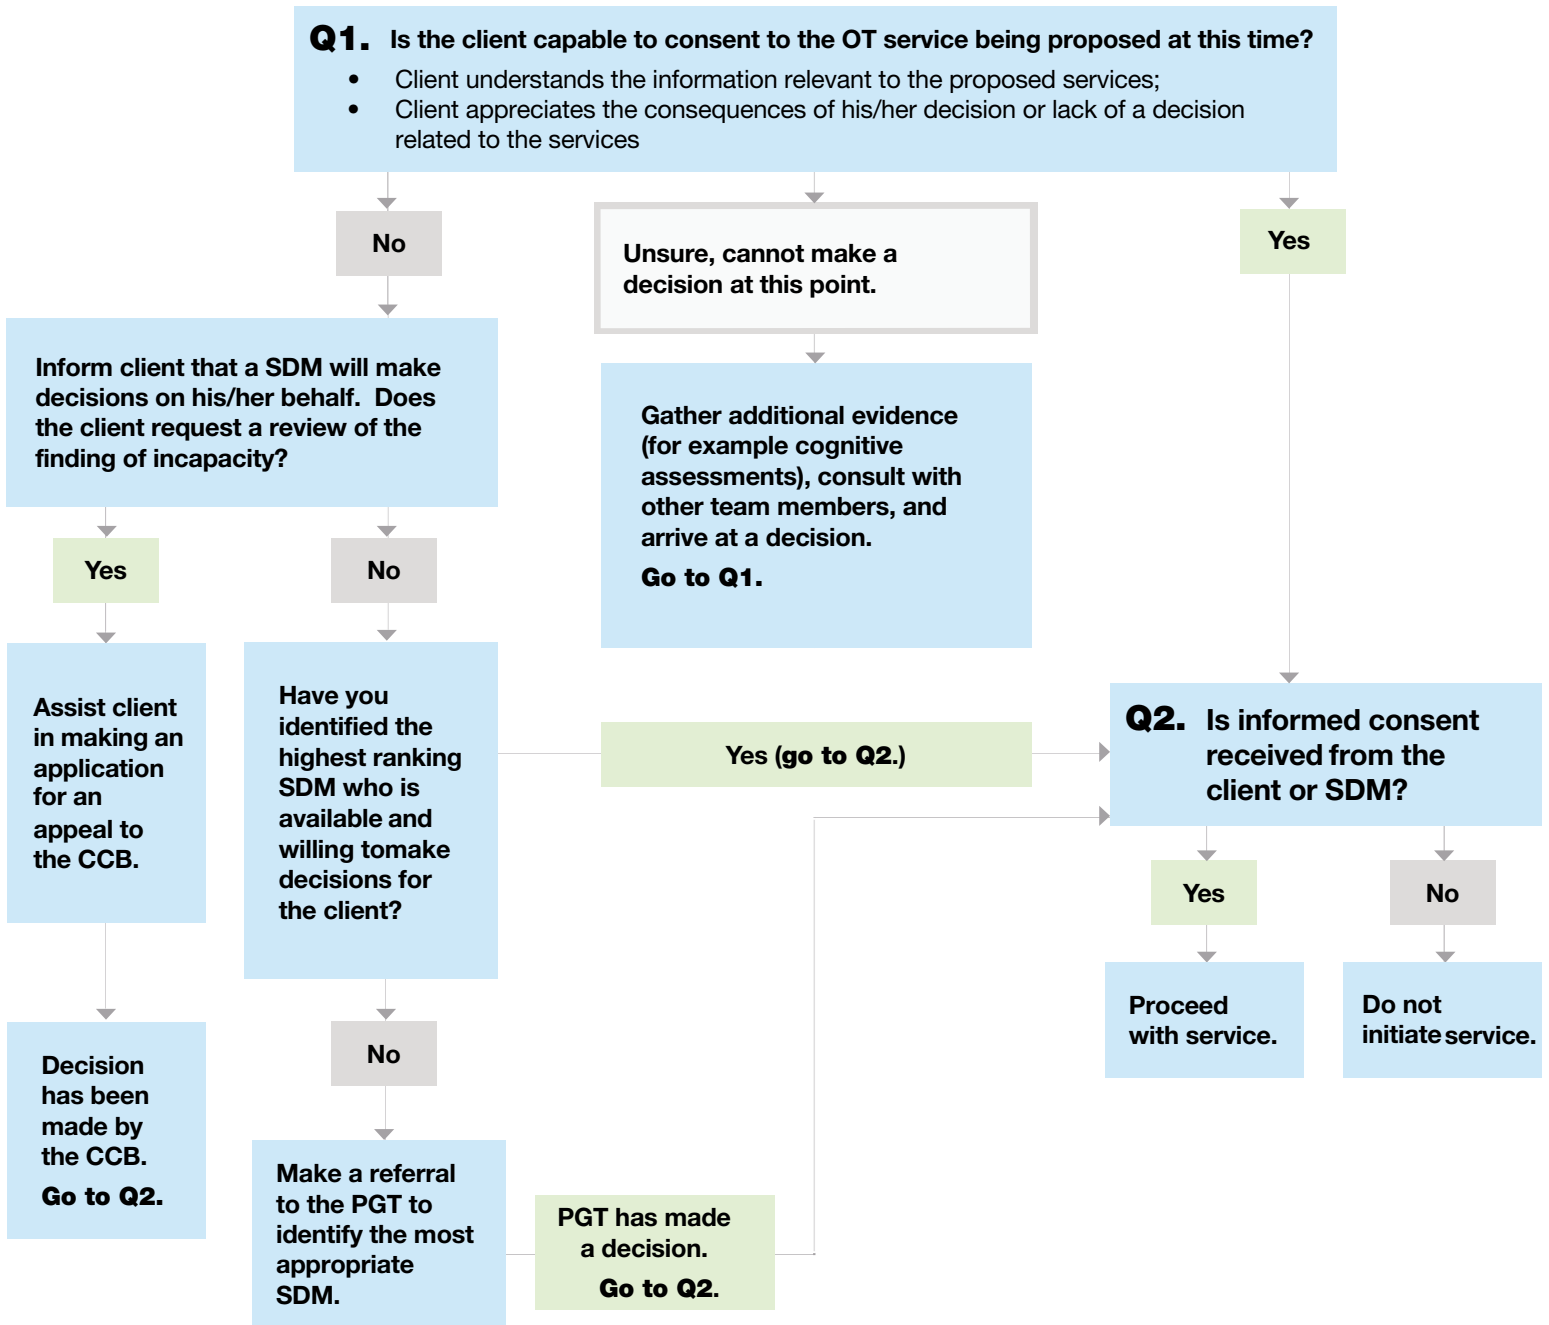 Q1. Is the client capable to consent to the OT service being proposed at this time?
• Client understands the information relevant to the proposed services;
• Client appreciates the consequences of his/her decision or lack of a decision
related to the services
No
Unsure, cannot make a
decision at this point.
Yes
Inform client that a SDM will make
decisions on his/her behalf. Does
the client request a review of the
finding of incapacity?
Gather additional evidence
(for example cognitive
assessments), consult with
other team members, and
arrive at a decision.
Go to Q1.
Yes
No
Assist client
in making an
application
for an
appeal to
the CCB.
Have you
identified the
highest ranking
SDM who is
available and
willing tomake
decisions for
the client?
Yes (go to Q2.)
Q2. Is informed consent
received from the
client or SDM?
Yes
No
Proceed
with service.
Do not
initiate service.
Decision
has been
made by
the CCB.
Go to Q2.
No
Make a referral
to the PGT to
identify the most
appropriate
SDM.
PGT has made
a decision.
Go to Q2.